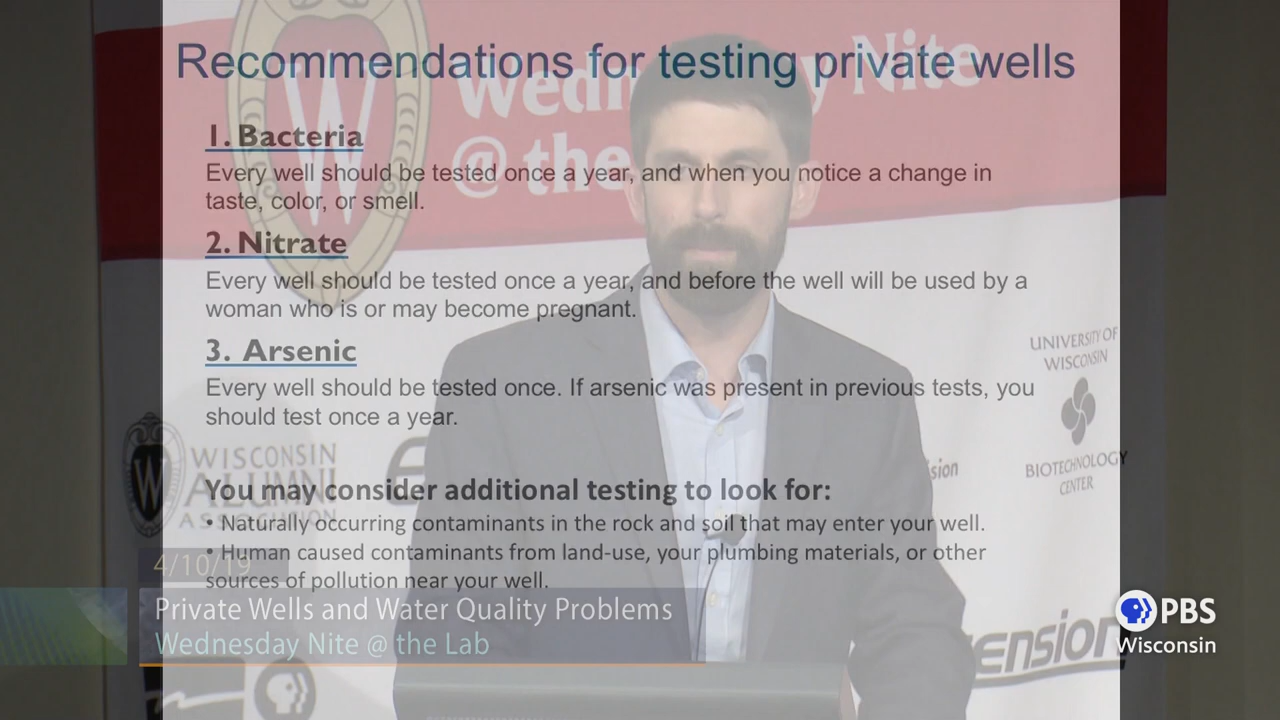 Recommendations for testing private wells
Wednesday Nite
@ the
1. Bacteria
Every well should be tested once a year, and when you notice a change in
taste, color, or smell.
2. Nitrate
Every well should be tested once a year, and before the well will be used by a
woman who is or may become pregnant.
3. Arsenic
Every well should be tested once. If arsenic was present in previous tests, you
should test once a year.
UNIVERSITY OF
WISCONSIN
BIOTECHNOLOGY
CENTER
W
WISCONSIN
ALUMNI
ASSOCIATION
You may consider additional testing to look for:
• Naturally occurring contaminants in the rock and soil that may enter your well.
• Human caused contaminants from land-use, your plumbing materials, or other
sources of pollution near your well.
4/10/19
Private Wells and Water Quality Problems
Wednesday Nite @ the Lab
PBS
Wisconsin